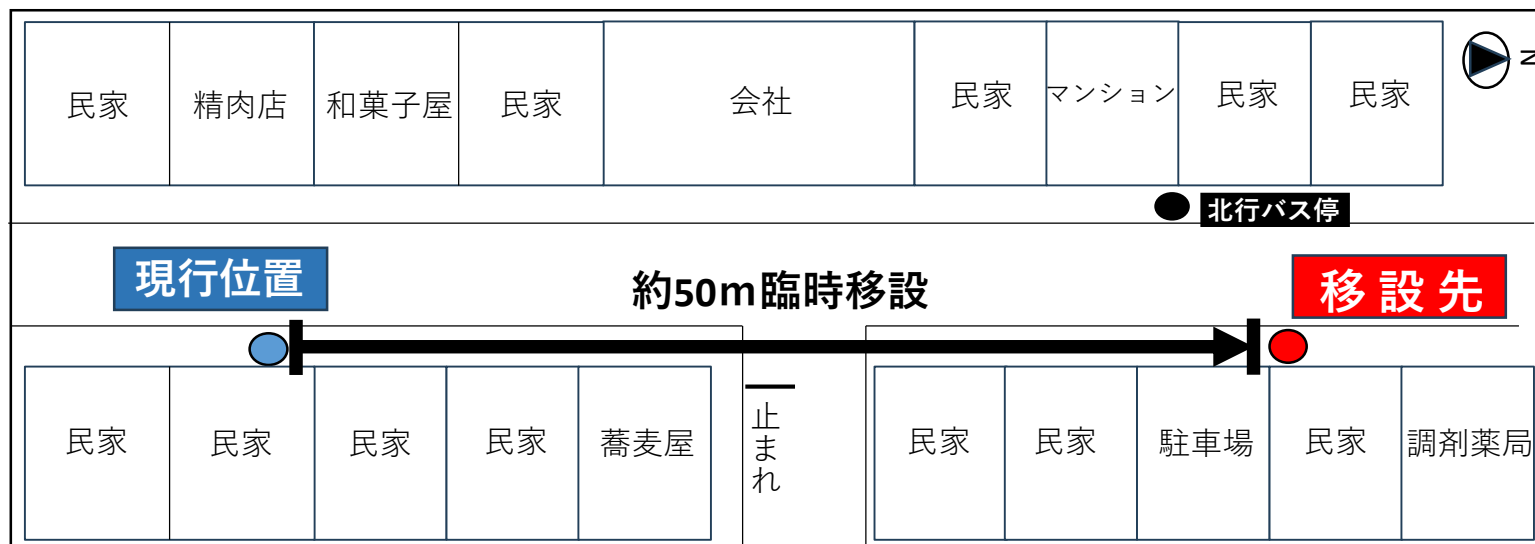 民家
精肉店
和菓子屋
民家
会社
民家
マンション
民家
民家
N
北行バス停
現行位置
約50m臨時移設
移設先
民家
民家
民家
民家
蕎麦屋
止まれ
民家
民家
駐車場
民家
調剤薬局